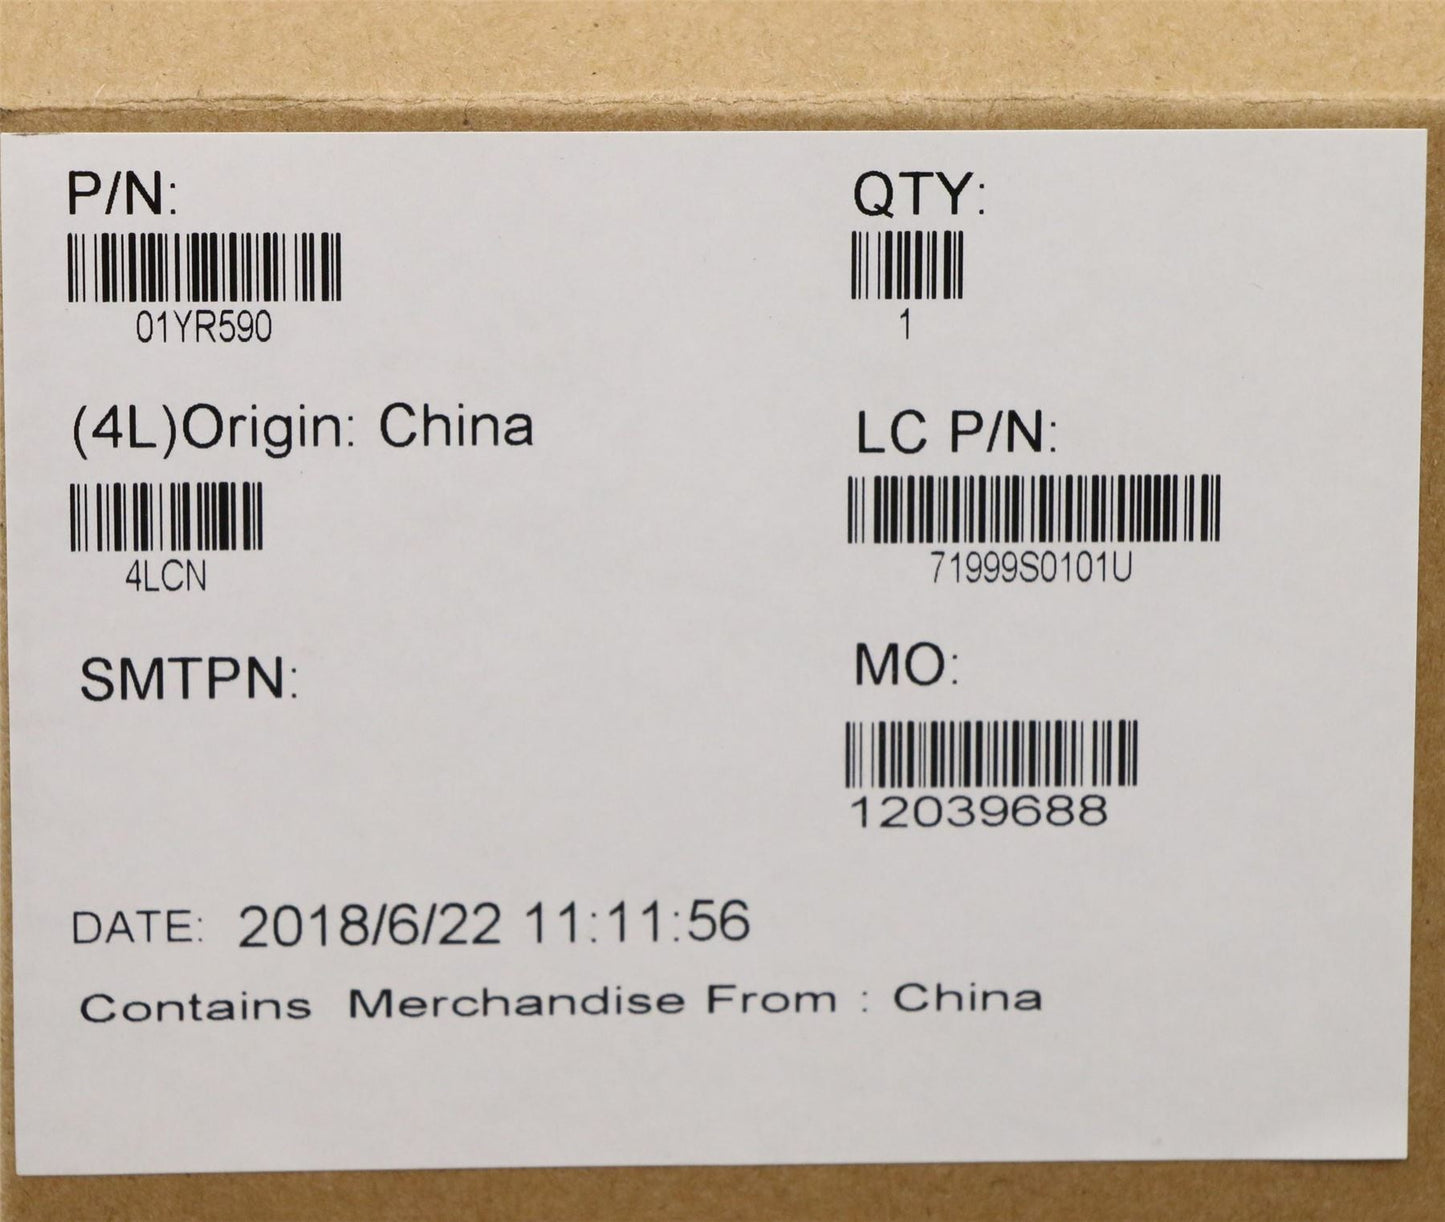 P/N:
01YR590
QTY:
1
(4L)Origin: China
4LCN
LC P/N:
71999S0101U
SMTPN:
MO:
12039688
DATE: 2018/6/22 11:11:56
Contains Merchandise From : China